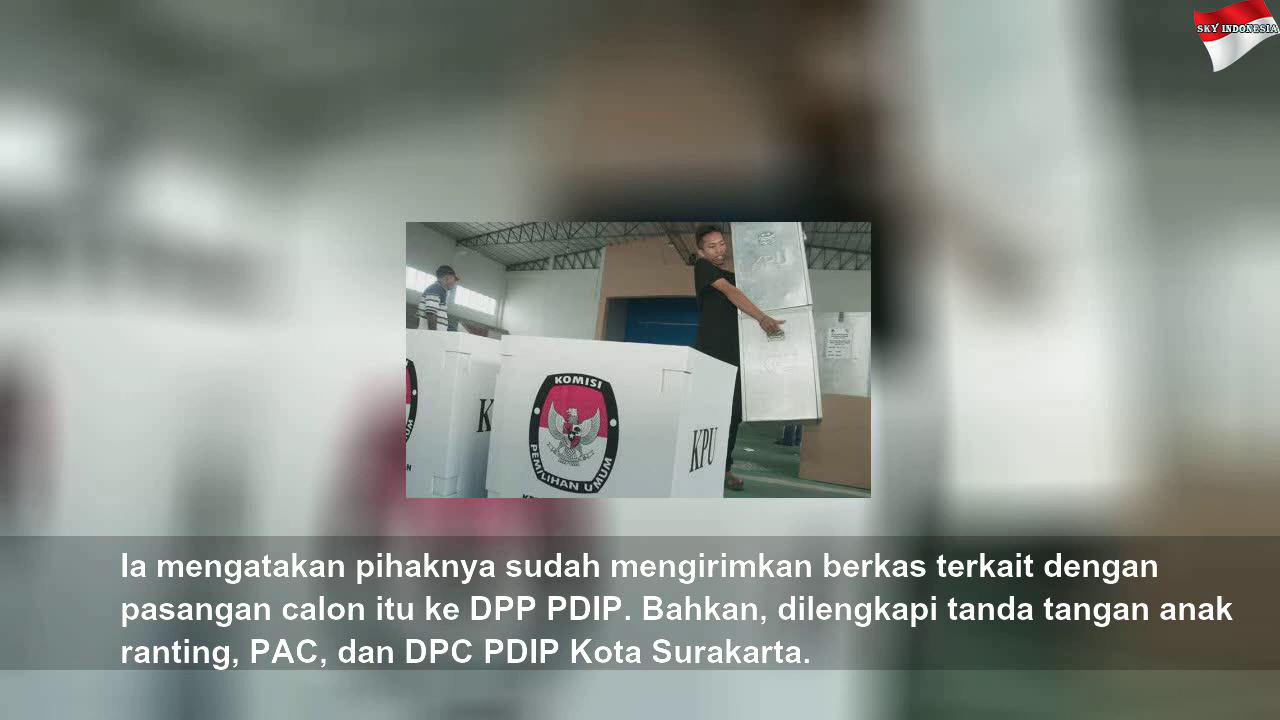 SKY INDONESIA
KPU
KOMISI
PEMILIHAN UMUM
K
KPU
Ia mengatakan pihaknya sudah mengirimkan berkas terkait dengan
pasangan calon itu ke DPP PDIP. Bahkan, dilengkapi tanda tangan anak
ranting, PAC, dan DPC PDIP Kota Surakarta.